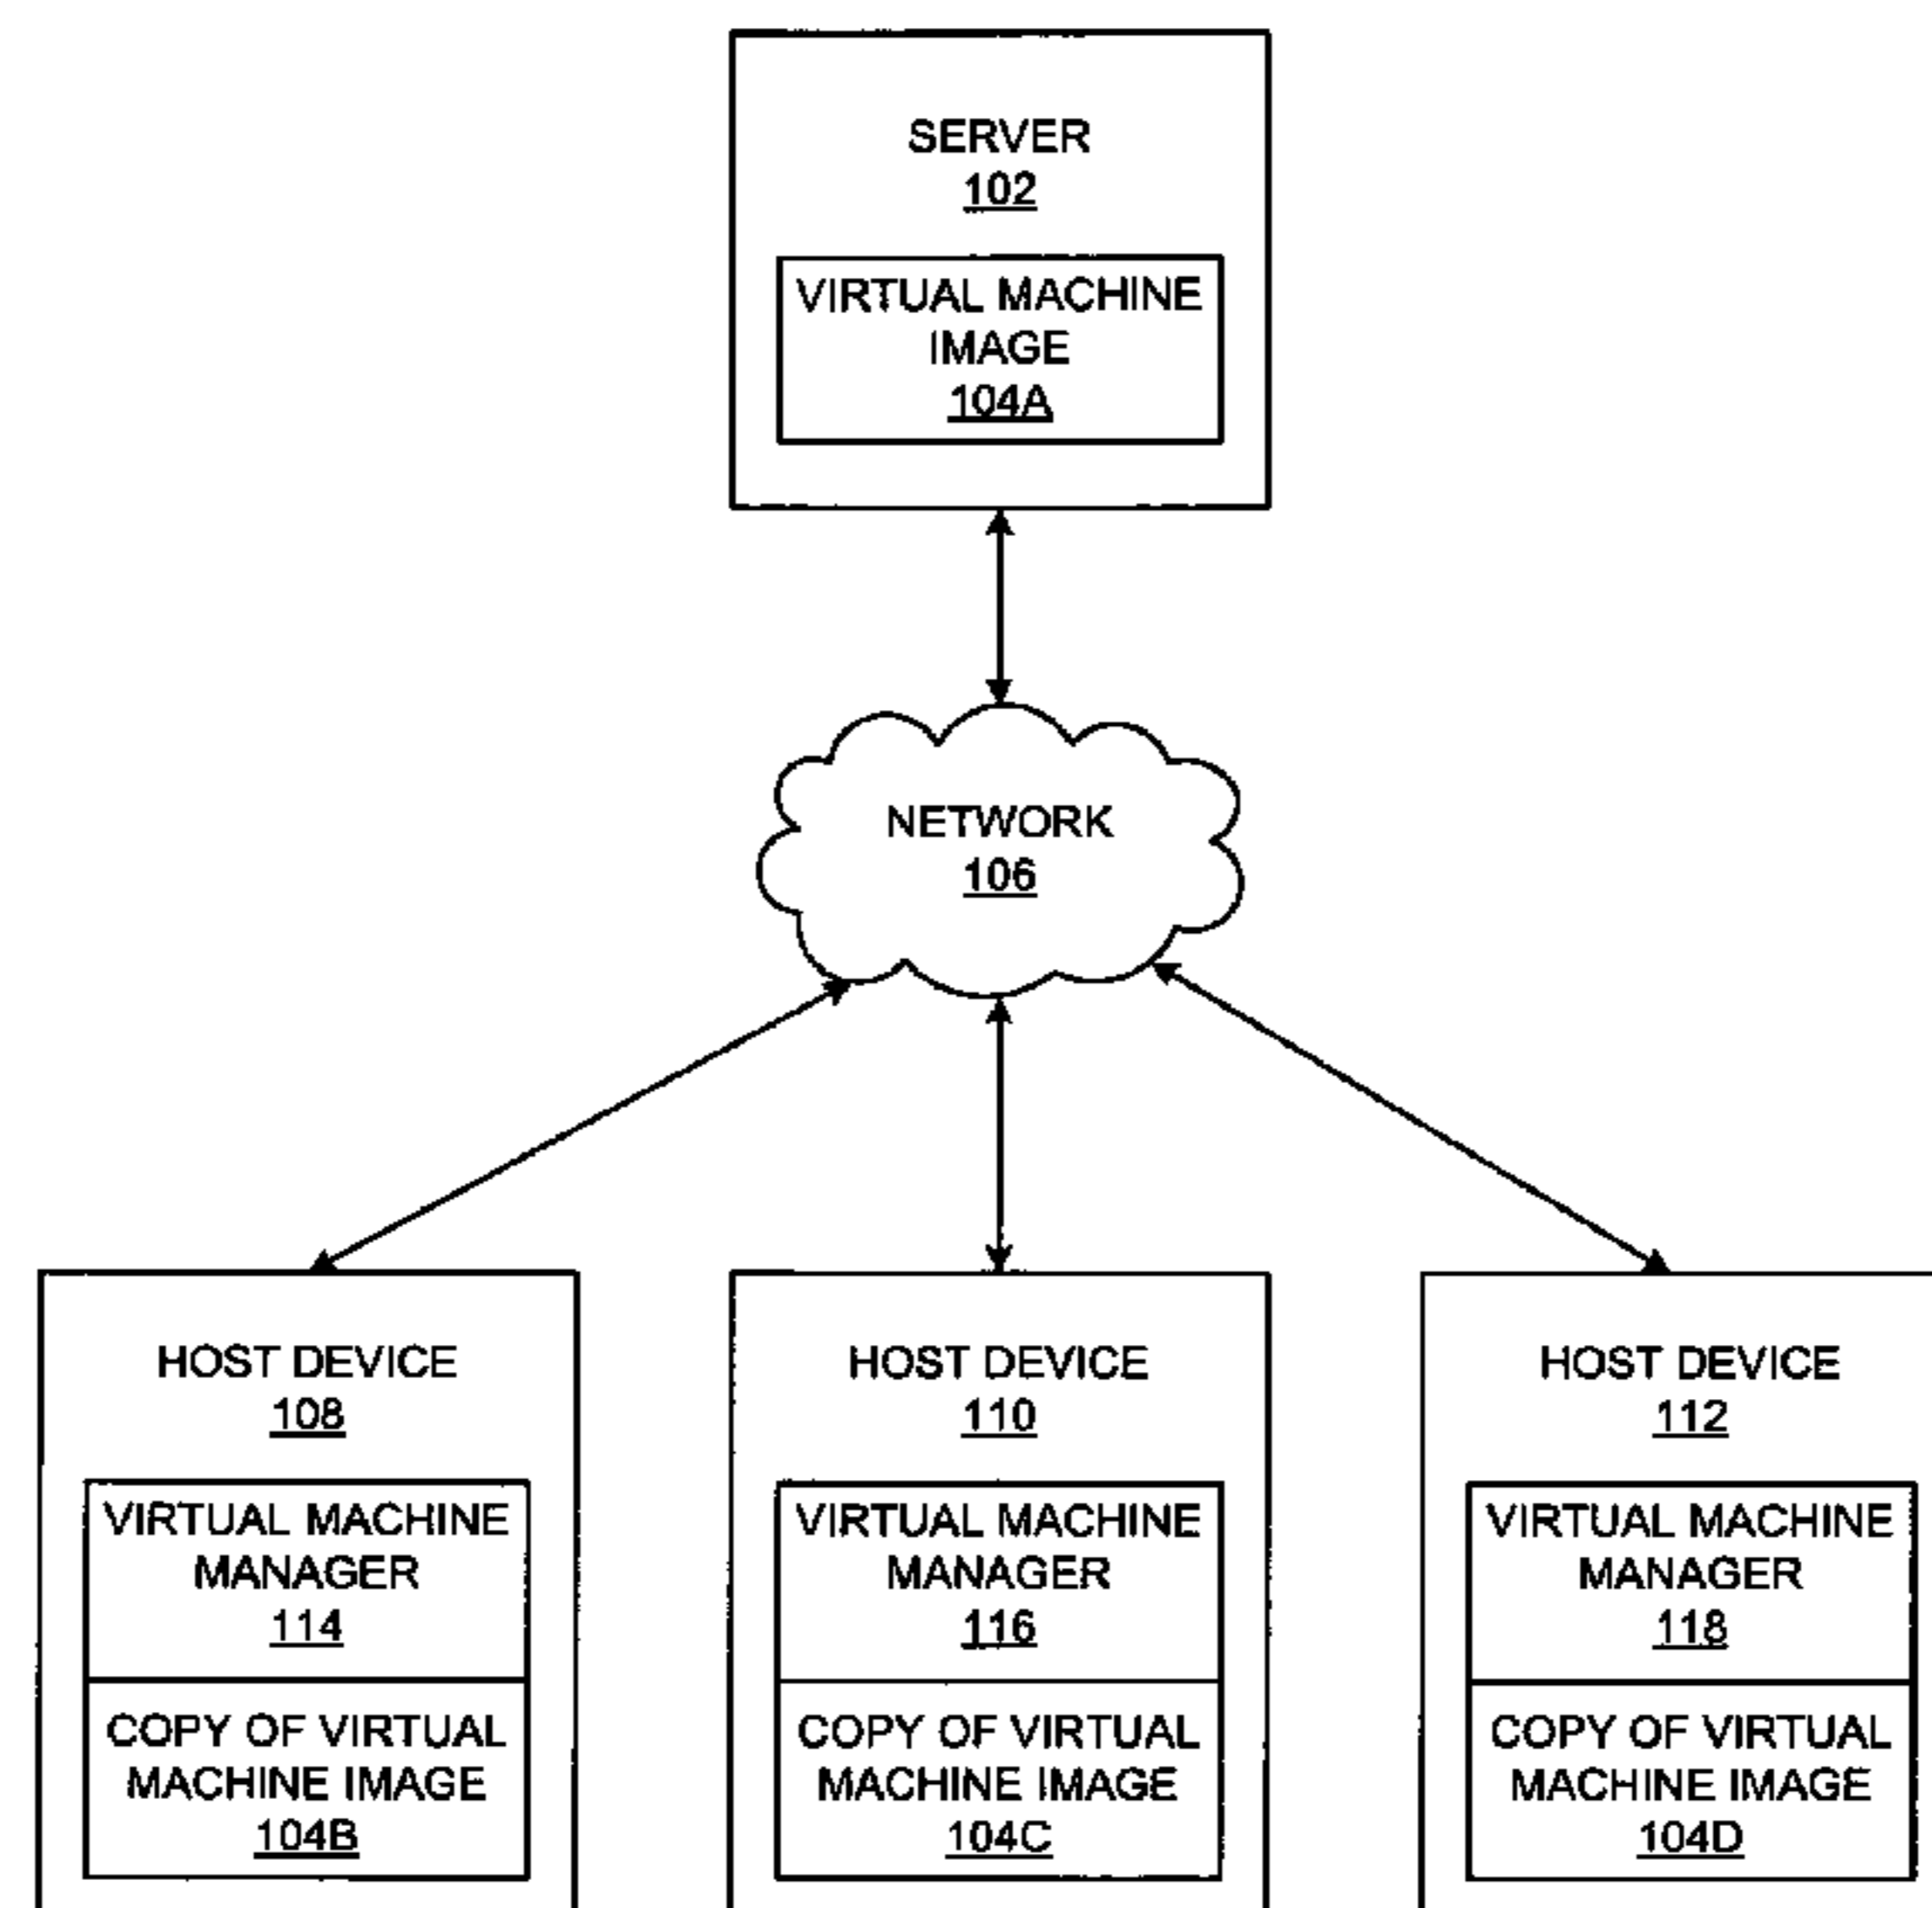 SERVER
102
VIRTUAL MACHINE
IMAGE
104A
NETWORK
106
HOST DEVICE
108
VIRTUAL MACHINE
MANAGER
114
COPY OF VIRTUAL
MACHINE IMAGE
104B
HOST DEVICE
110
VIRTUAL MACHINE
MANAGER
116
COPY OF VIRTUAL
MACHINE IMAGE
104C
HOST DEVICE
112
VIRTUAL MACHINE
MANAGER
118
COPY OF VIRTUAL
MACHINE IMAGE
104D